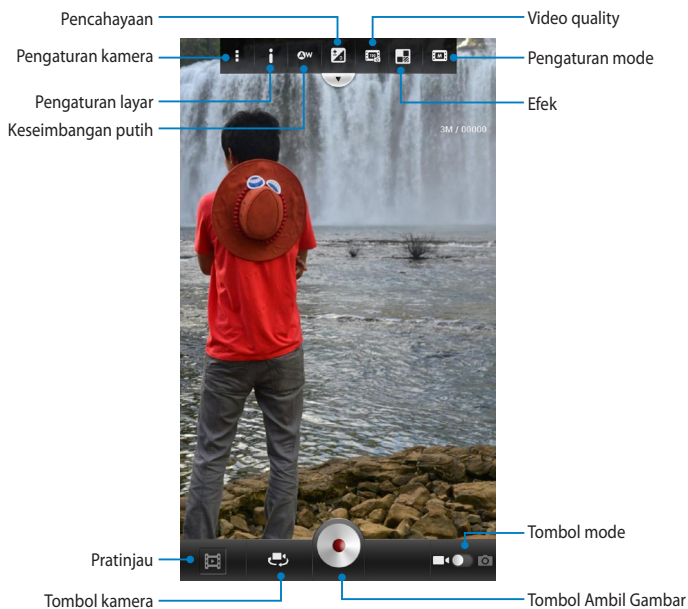 Pencahayaan
Video quality
Pengaturan kamera
Pengaturan mode
Pengaturan layar
Efek
Keseimbangan putih
3M / 00000
Tombol mode
Pratinjau
Tombol kamera
Tombol Ambil Gambar